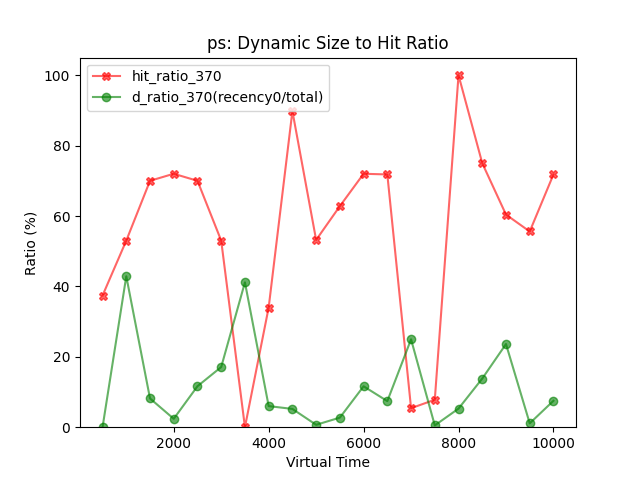 ps: Dynamic Size to Hit Ratio
hit_ratio_370
d_ratio_370(recency0/total)
Ratio (%)
100
80
60
40
20
0
2000 4000 6000 8000 10000
Virtual Time